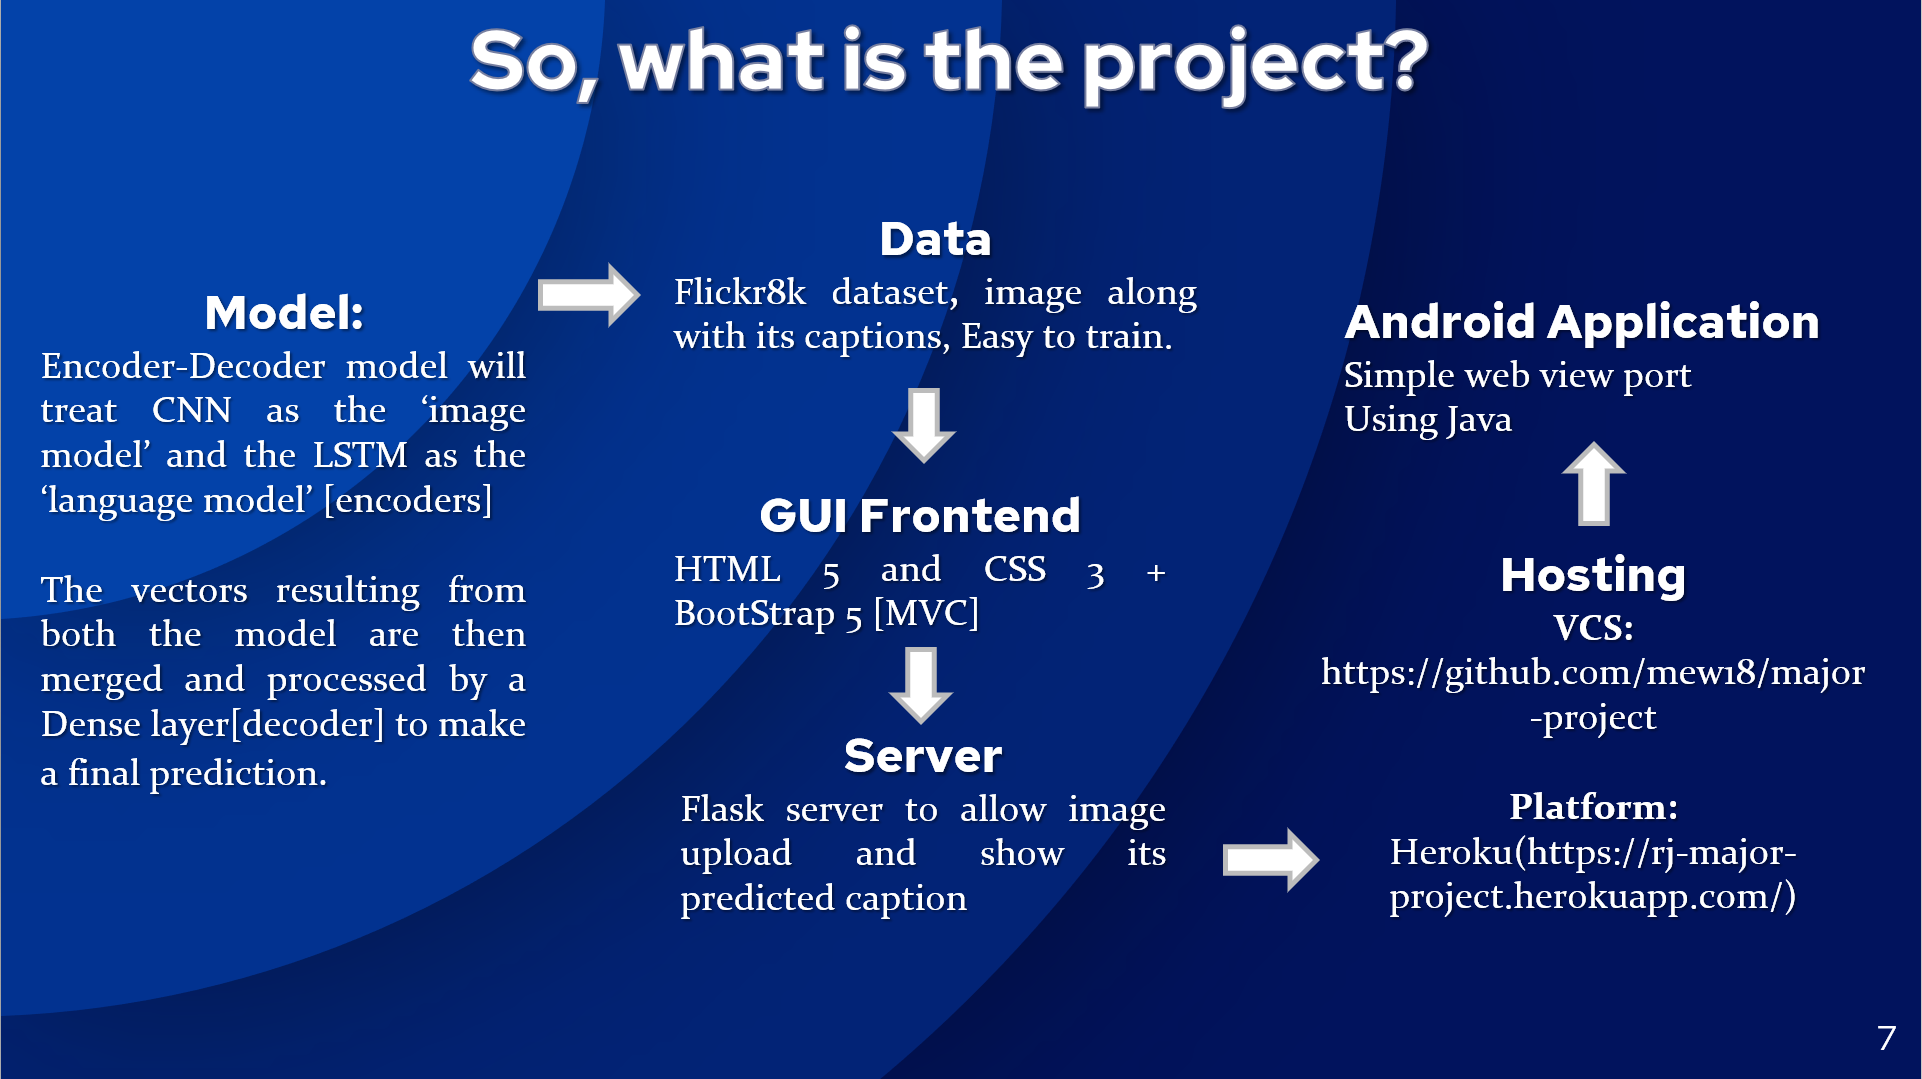 So, what is the project?
Model:
Encoder-Decoder model will
treat CNN as the ‘image
model’ and the LSTM as the
‘language model’ [encoders]
The vectors resulting from
both the model are then
merged and processed by a
Dense layer[decoder] to make
a final prediction.
Data
Flickr8k dataset, image along
with its captions, Easy to train.
GUI Frontend
HTML 5 and CSS 3 +
BootStrap 5 [MVC]
Server
Flask server to allow image
upload and show its
predicted caption
Android Application
Simple web view port
Using Java
Hosting
VCS:
https://github.com/mew18/major
-project
Platform:
Heroku(https://rj-major-
project.herokuapp.com/)
7